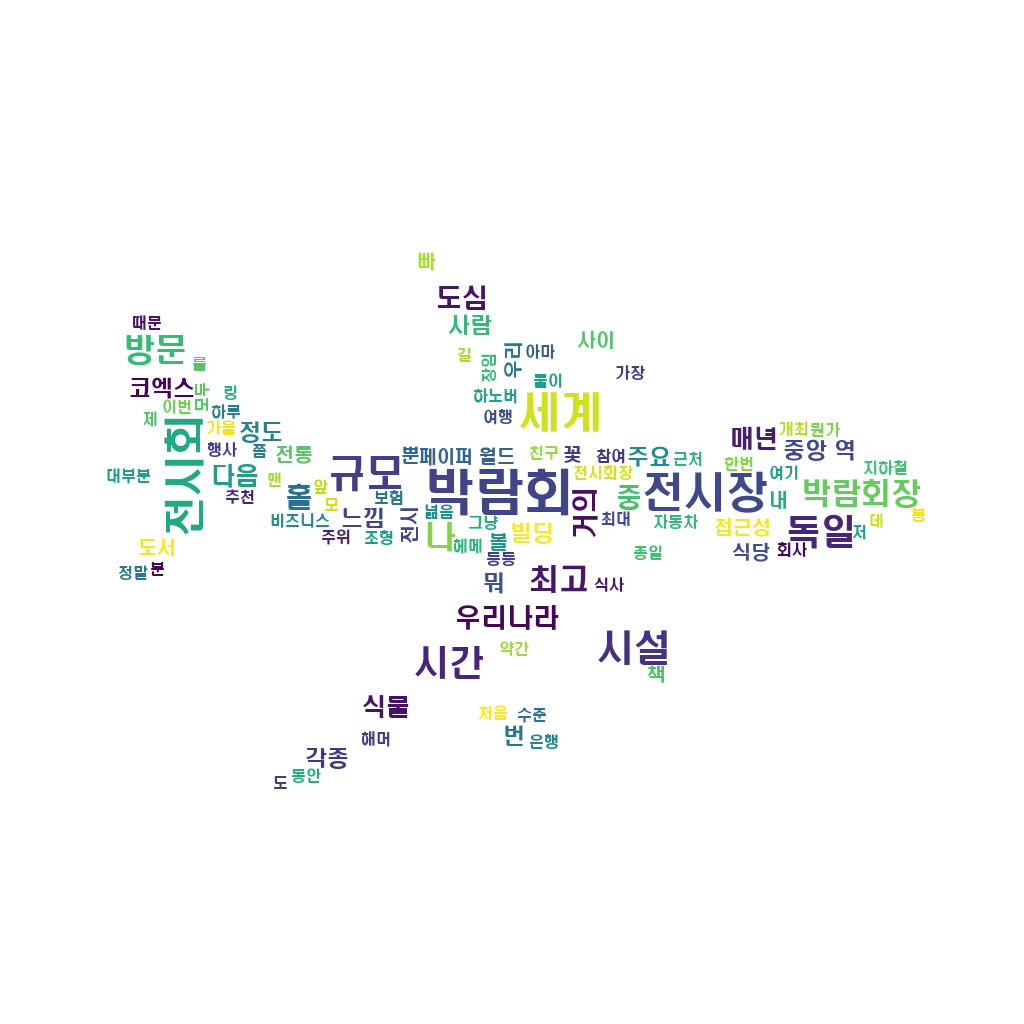 빠
도심
사람
때문
방문
를
길
장임
우리
아마
사이
가장
둘이
하노버
여행
세계
코엑스
바
머
링
이번
하루
제
가을
정도
행사
쯤
전통
전시회
다음
대부분
추천
맨
홀
앞
모
비즈니스
규모
보험
느낌
주위
조형
전시
뿐
페이퍼 월드
친구
꽃
참여
주요
근처
전시회장
박람회
넓음
그냥
나
헤메
볼
등등
빌딩
거의
중
최대
전시장
자동차
종일
매년
개최
뭔가
중앙 역
한번
여기
지하철
내
박람회장
접근성
독일
저
데
봄
식당
회사
도서
정말
분
뭐
최고
식사
우리나라
약간
시간
시설
책
식물
해머
처음
수준
번
은행
각종
도
동안